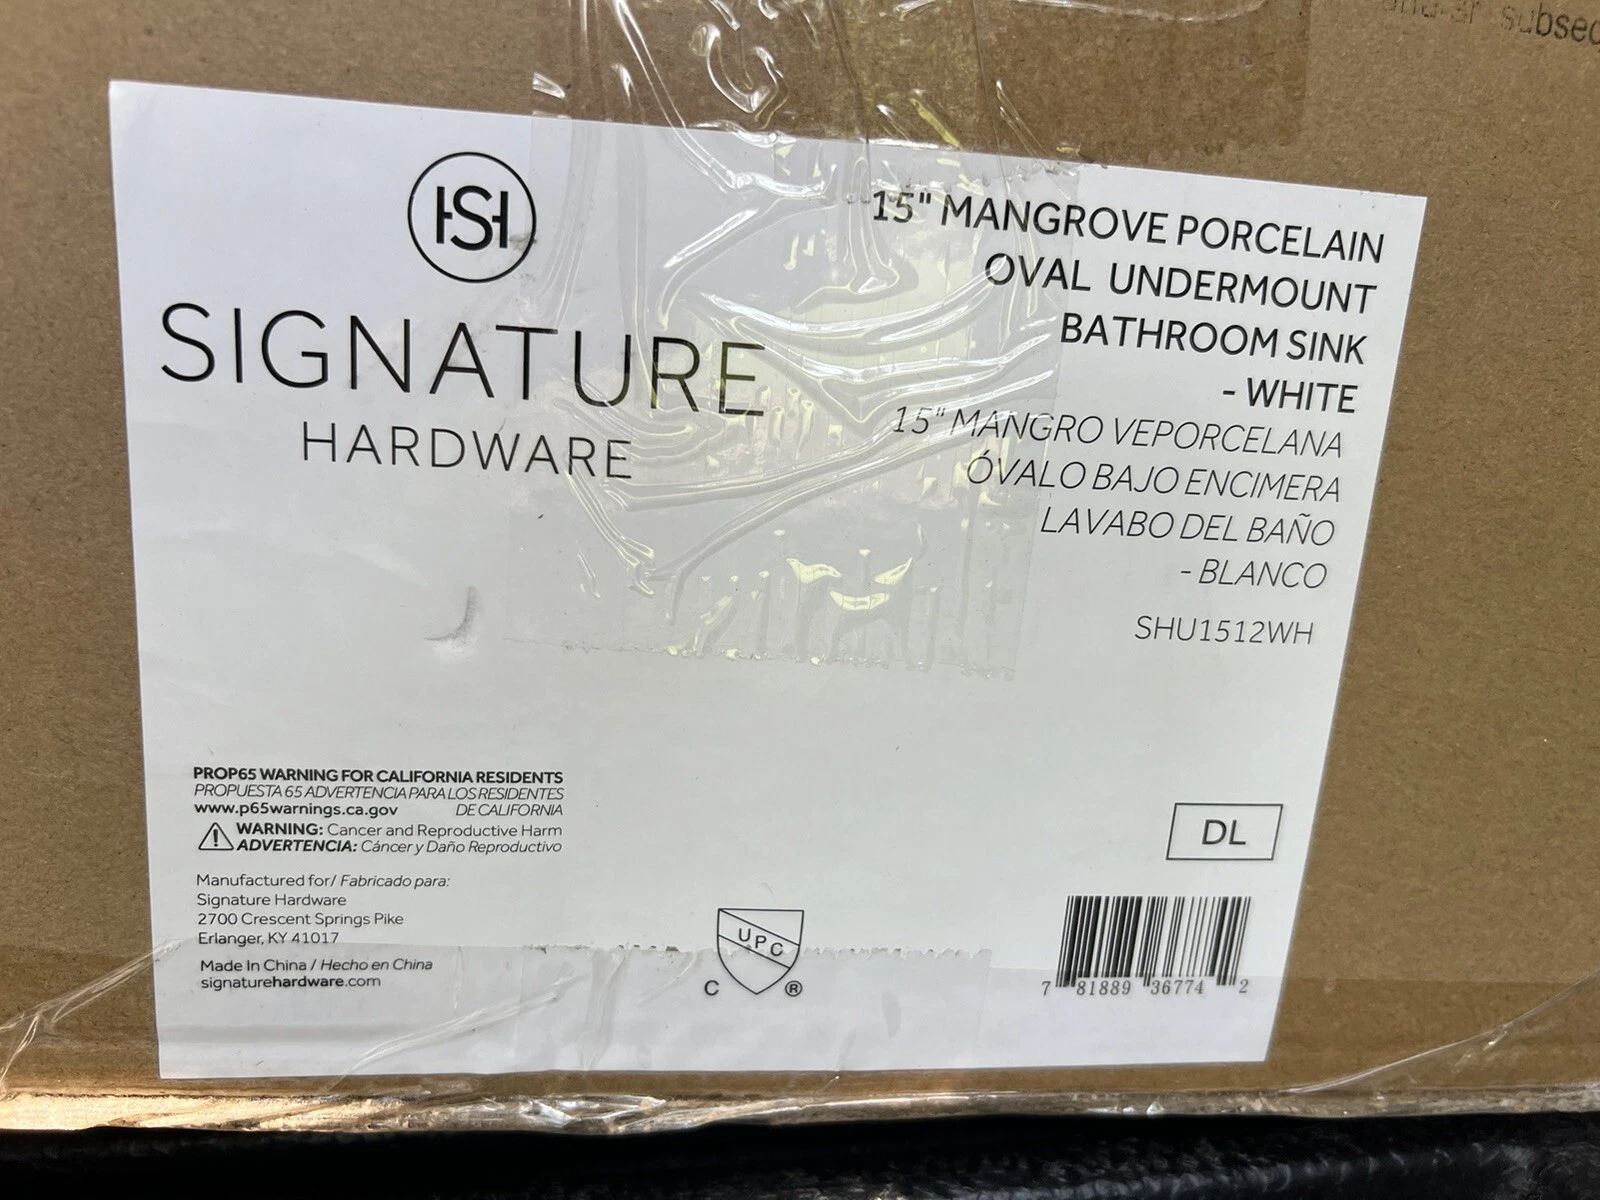 subsec
HS
SIGNATURE
HARDWARE
15" MANGROVE PORCELAIN
OVAL UNDERMOUNT
BATHROOM SINK
- WHITE
15" MANGRO VEPORCELANA
ÓVALO BAJO ENCIMERA
LAVABO DEL BAÑO
- BLANCO
SHU1512WH
PROP65 WARNING FOR CALIFORNIA RESIDENTS
PROPUESTA 65 ADVERTENCIA PARA LOS RESIDENTES
www.p65warnings.ca.gov DE CALIFORNIA
WARNING: Cancer and Reproductive Harm
ADVERTENCIA: Cáncer y Daño Reproductivo
Manufactured for/ Fabricado para:
Signature Hardware
2700 Crescent Springs Pike
Erlanger, KY 41017
Made In China / Hecho en China
signaturehardware.com
UPC
C ®
DL
7 81889 36774 2